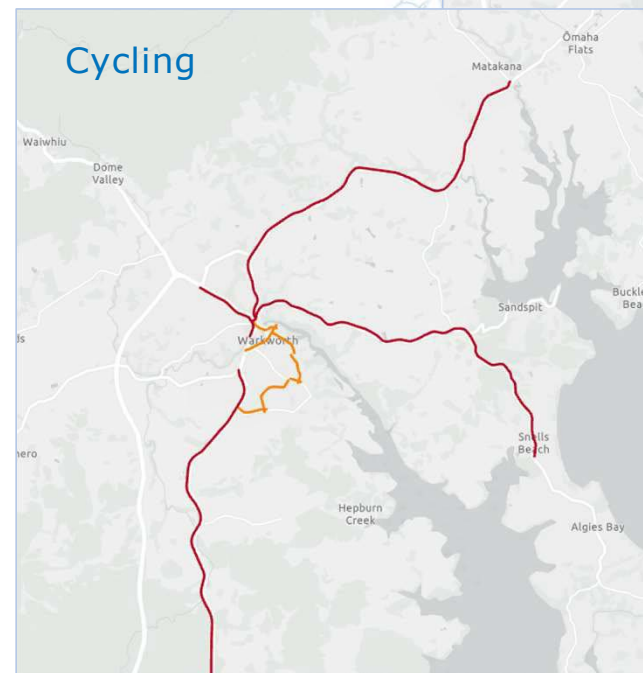 Cycling
Ōmaha
Flats
Matakana
Waiwhiu
Dome
Valley
Sandspit
Warkworth
Snells
Beach
Hepburn
Creek
Algies Bay